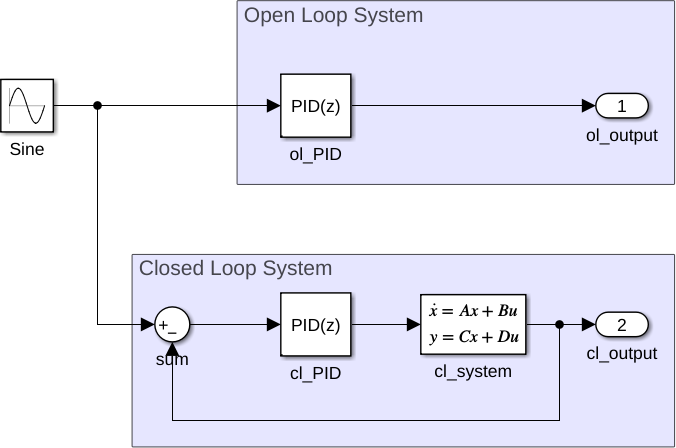 Open Loop System
PID(z)
1
Sine
ol_PID
ol_output
Closed Loop System
+
−
PID(z)
ẋ = Ax + Bu
y = Cx + Du
2
sum
cl_PID
cl_system
cl_output